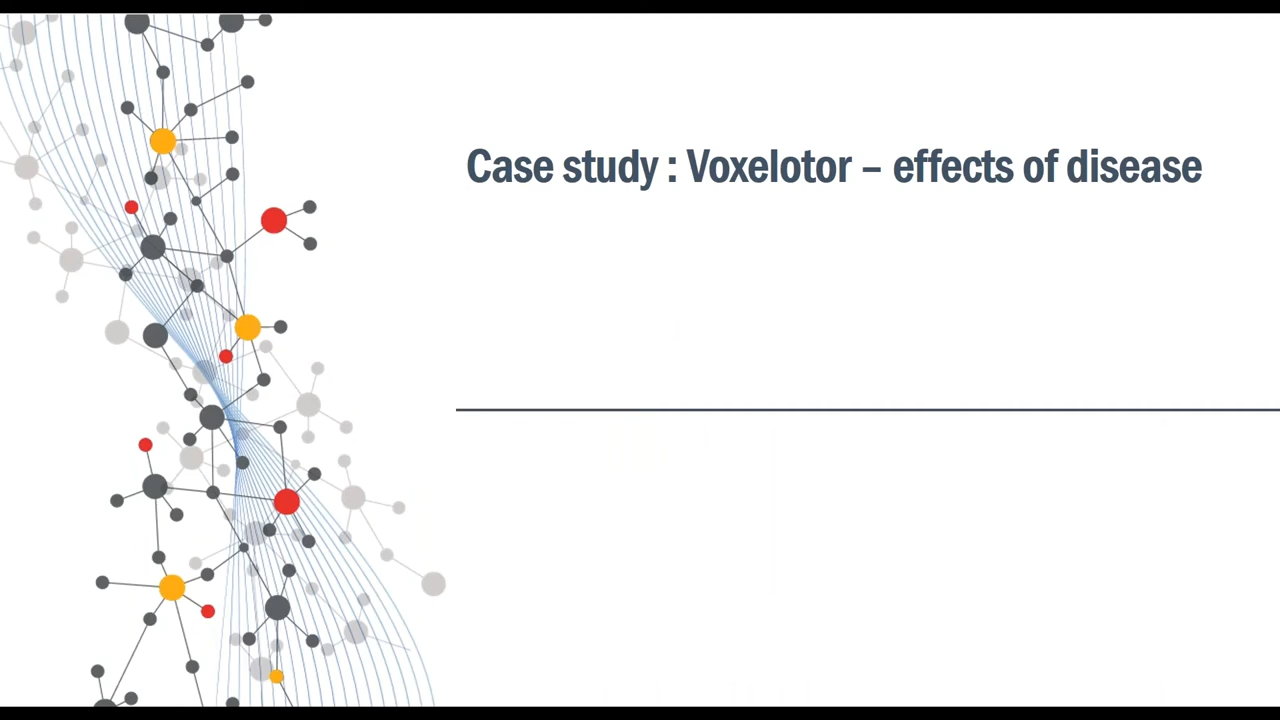 Case study : Voxelotor – effects of disease